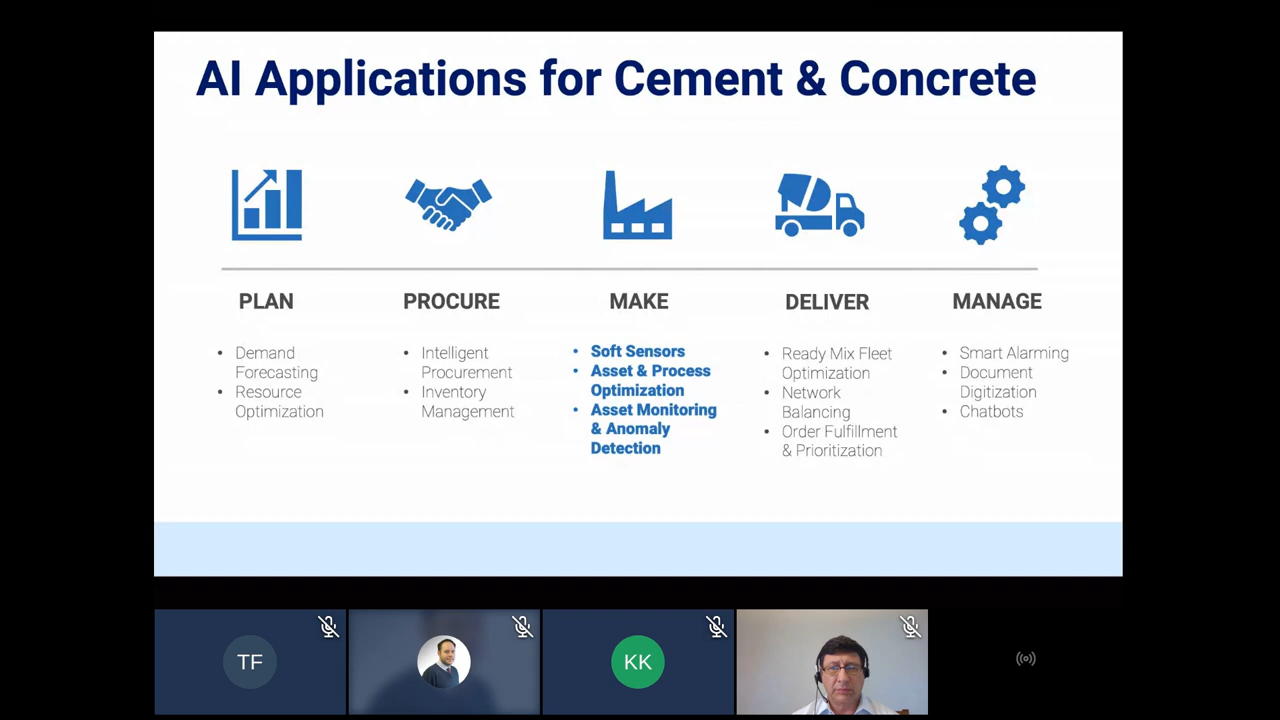 AI Applications for Cement & Concrete
PLAN
• Demand
Forecasting
• Resource
Optimization
PROCURE
• Intelligent
Procurement
• Inventory
Management
MAKE
• Soft Sensors
• Asset & Process
Optimization
• Asset Monitoring
& Anomaly
Detection
DELIVER
• Ready Mix Fleet
Optimization
• Network
Balancing
• Order Fulfillment
& Prioritization
MANAGE
• Smart Alarming
• Document
Digitization
• Chatbots
TF
KK